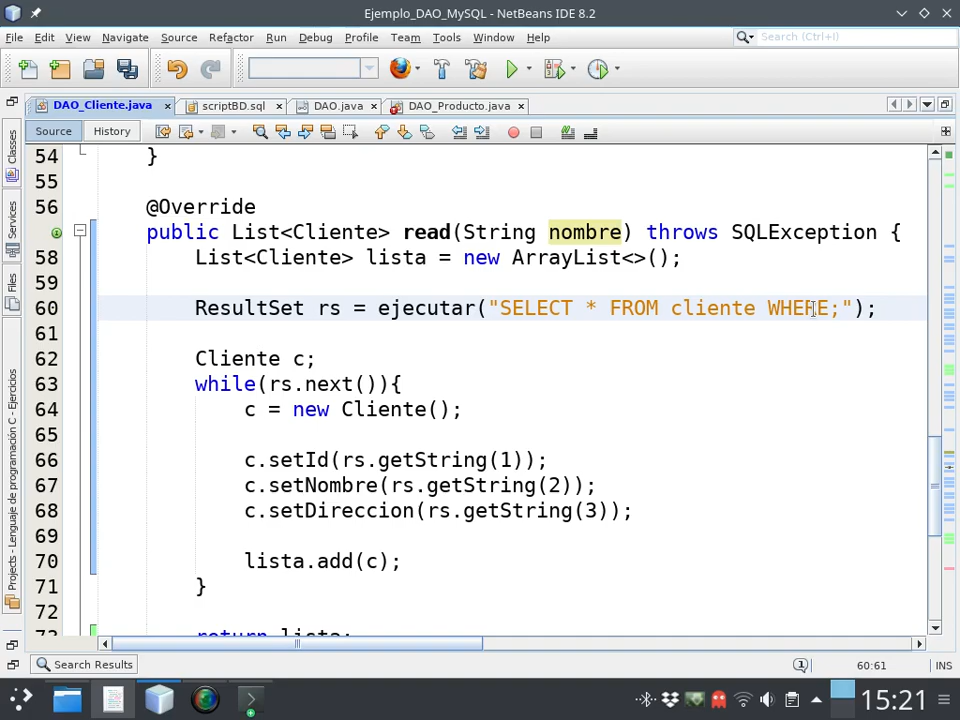 Ejemplo_DAO_MySQL - NetBeans IDE 8.2
File Edit View Navigate Source Refactor Run Debug Profile Team Tools Window Help
Search (Ctrl+I)
DAO_Cliente.java scriptBD.sql DAO.java DAO_Producto.java
Source History
Classes
Services
Files
Projects - Lenguaje de programación C - Ejercicios
54 }
55
56 @Override
public List<Cliente> read(String nombre) throws SQLException {
58 List<Cliente> lista = new ArrayList<>();
59
60 ResultSet rs = ejecutar("SELECT * FROM cliente WHERE;");
61
62 Cliente c;
63 while(rs.next()){
64 c = new Cliente();
65
66 c.setId(rs.getString(1));
67 c.setNombre(rs.getString(2));
68 c.setDireccion(rs.getString(3));
69
70 lista.add(c);
71 }
72
73 return lista;
Search Results
1
60:61
INS
15:21